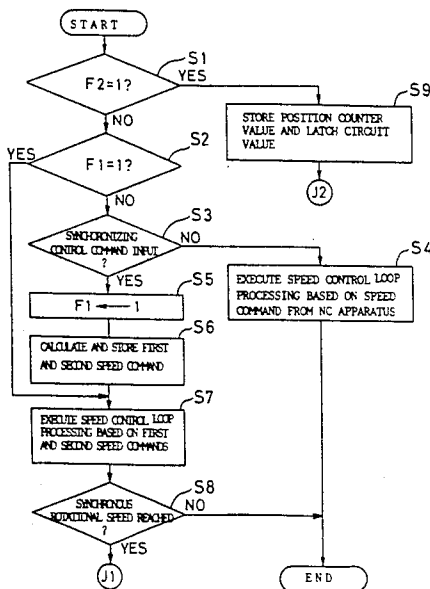 START
S1
F2=1?
YES
S9
NO
STORE POSITION COUNTER
VALUE AND LATCH CIRCUIT
VALUE
S2
YES
F1=1?
J2
NO
S3
SYNCHORONIZING
CONTROL COMMAND INPUT
?
NO
S4
YES
S5
F1 ← 1
EXECUTE SPEED CONTROL LOOP
PROCESSING BASED ON SPEED
COMMAND FROM NC APPARATUS
S6
CALCULATE AND STORE FIRST
AND SECOND SPEED COMMAND
S7
EXECUTE SPEED CONTROL LOOP
PROCESSING BASED ON FIRST
AND SECOND SPEED COMMANDS
S8
SYNCHRONOUS
ROTATIONAL SPEED REACHED
?
NO
YES
J1
END